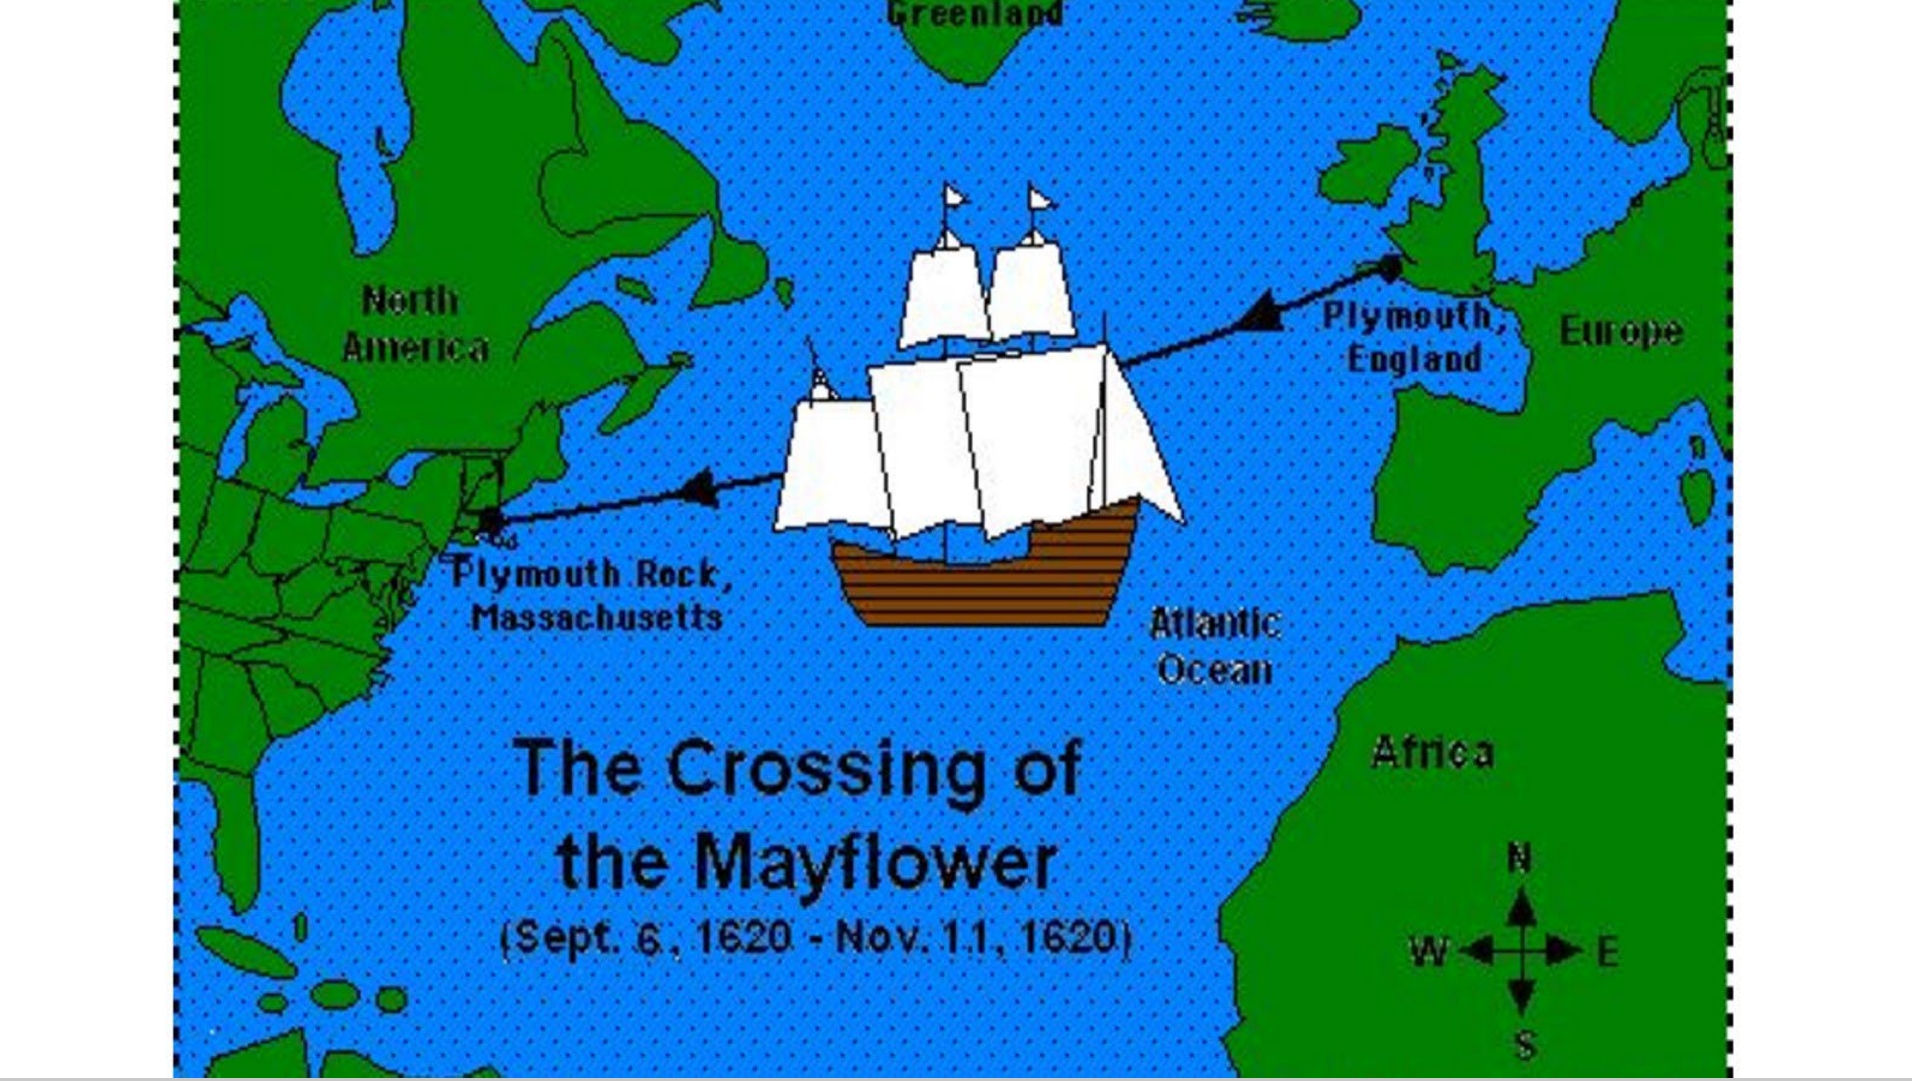 Greenland
North
America
Plymouth,
England
Europe
Plymouth Rock,
Massachusetts
Atlantic
Ocean
Africa
The Crossing of
the Mayflower
(Sept. 6, 1620 - Nov. 11, 1620)
N
W E
S